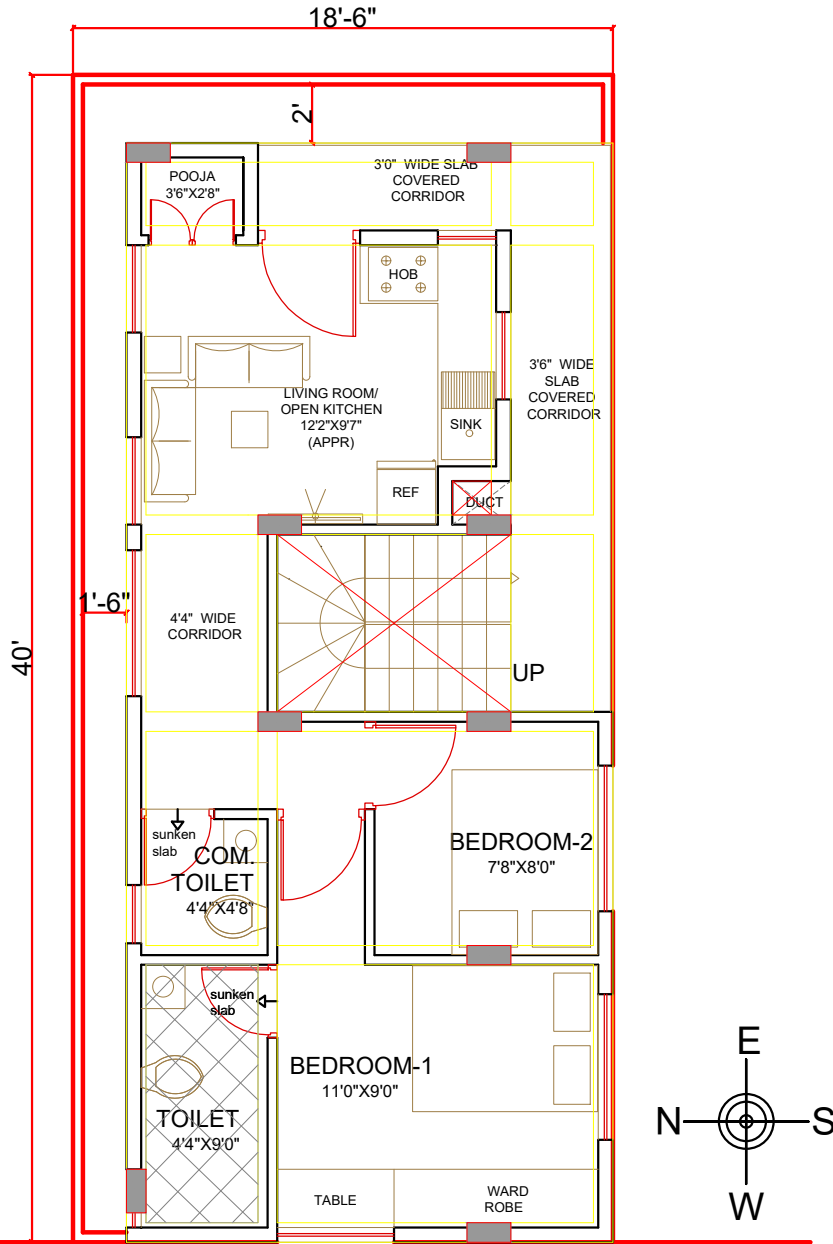 18'-6"
2'
POOJA
3'6"X2'8"
3'0" WIDE SLAB
COVERED
CORRIDOR
HOB
3'6" WIDE
SLAB
COVERED
CORRIDOR
LIVING ROOM/
OPEN KITCHEN
12'2"X9'7"
(APPR)
SINK
REF
DUCT
1'-6"
4'4" WIDE
CORRIDOR
40'
UP
sunken
slab
COM.
TOILET
4'4"X4'8"
BEDROOM-2
7'8"X8'0"
sunken
slab
BEDROOM-1
11'0"X9'0"
TOILET
4'4"X9'0"
TABLE
WARD
ROBE
E
N
S
W